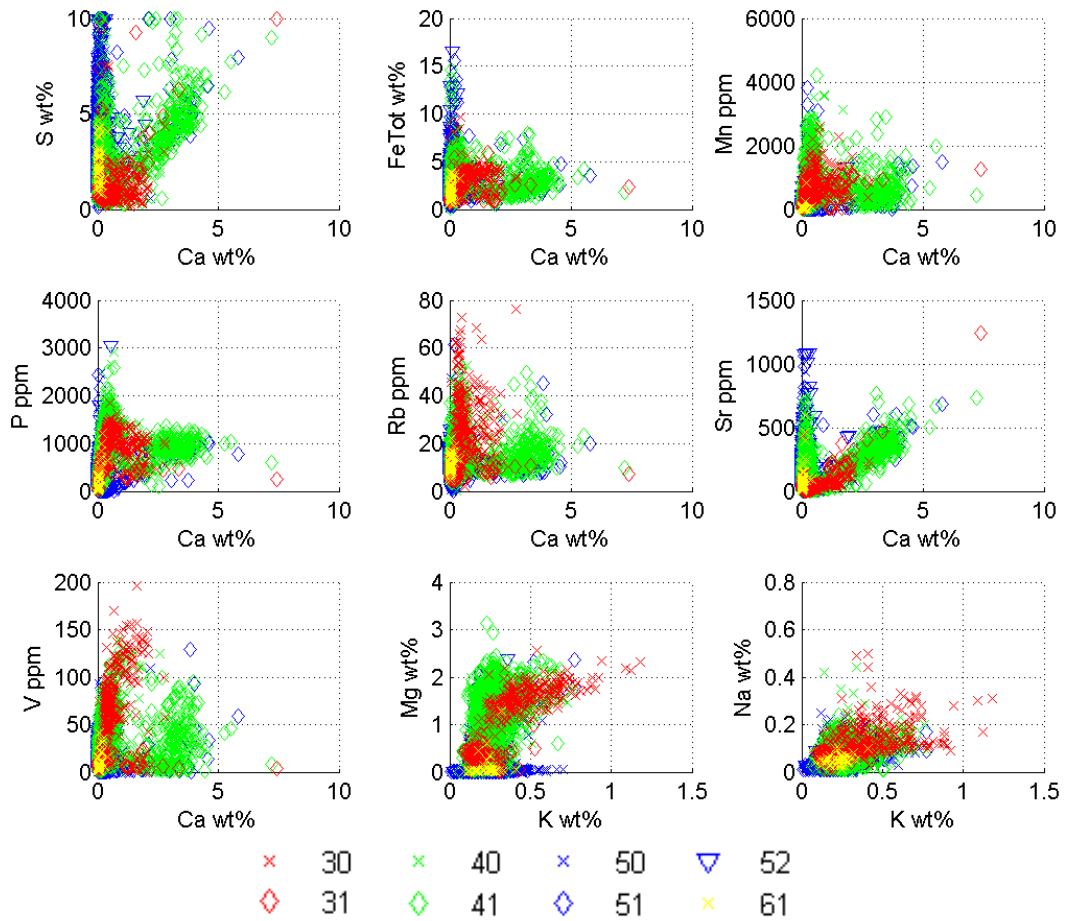 10
5
0
S wt%
0 5 10
Ca wt%
20
15
10
5
0
FeTot wt%
0 5 10
Ca wt%
6000
4000
2000
0
Mn ppm
0 5 10
Ca wt%
4000
3000
2000
1000
0
P ppm
0 5 10
Ca wt%
80
60
40
20
0
Rb ppm
0 5 10
Ca wt%
1500
1000
500
0
Sr ppm
0 5 10
Ca wt%
200
150
100
50
0
V ppm
0 5 10
Ca wt%
4
3
2
1
0
Mg wt%
0 0.5 1 1.5
K wt%
0.8
0.6
0.4
0.2
0
Na wt%
0 0.5 1 1.5
K wt%
30 40 50 52
31 41 51 61